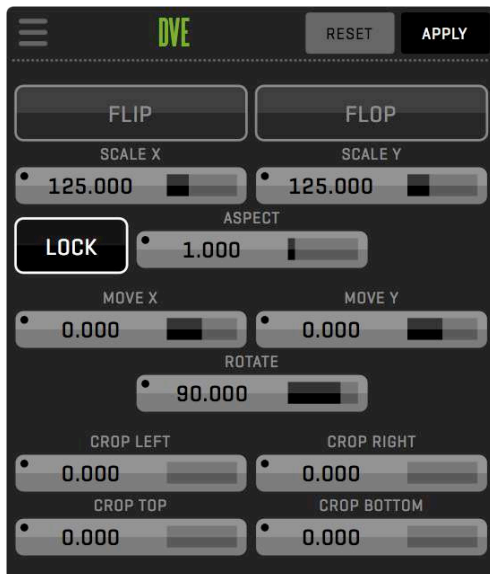 DVE RESET APPLY
FLIP FLOP
SCALE X SCALE Y
125.000 125.000
ASPECT
LOCK 1.000
MOVE X MOVE Y
0.000 0.000
ROTATE
90.000
CROP LEFT CROP RIGHT
0.000 0.000
CROP TOP CROP BOTTOM
0.000 0.000